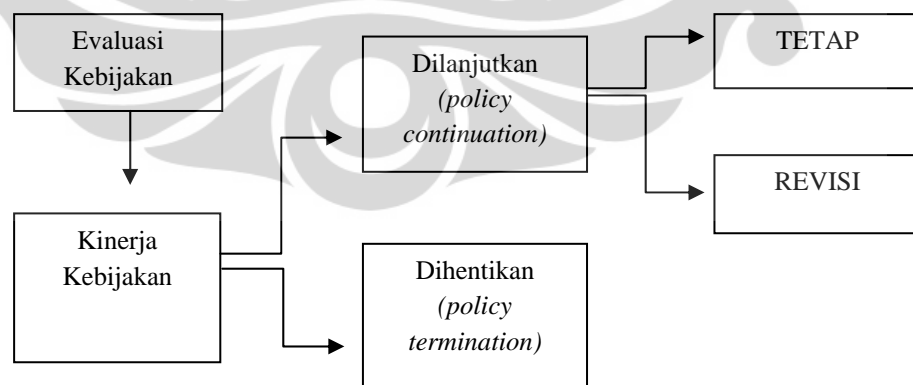 Evaluasi
Kebijakan
Dilanjutkan
(policy
continuation)
TETAP
REVISI
Kinerja
Kebijakan
Dihentikan
(policy
termination)